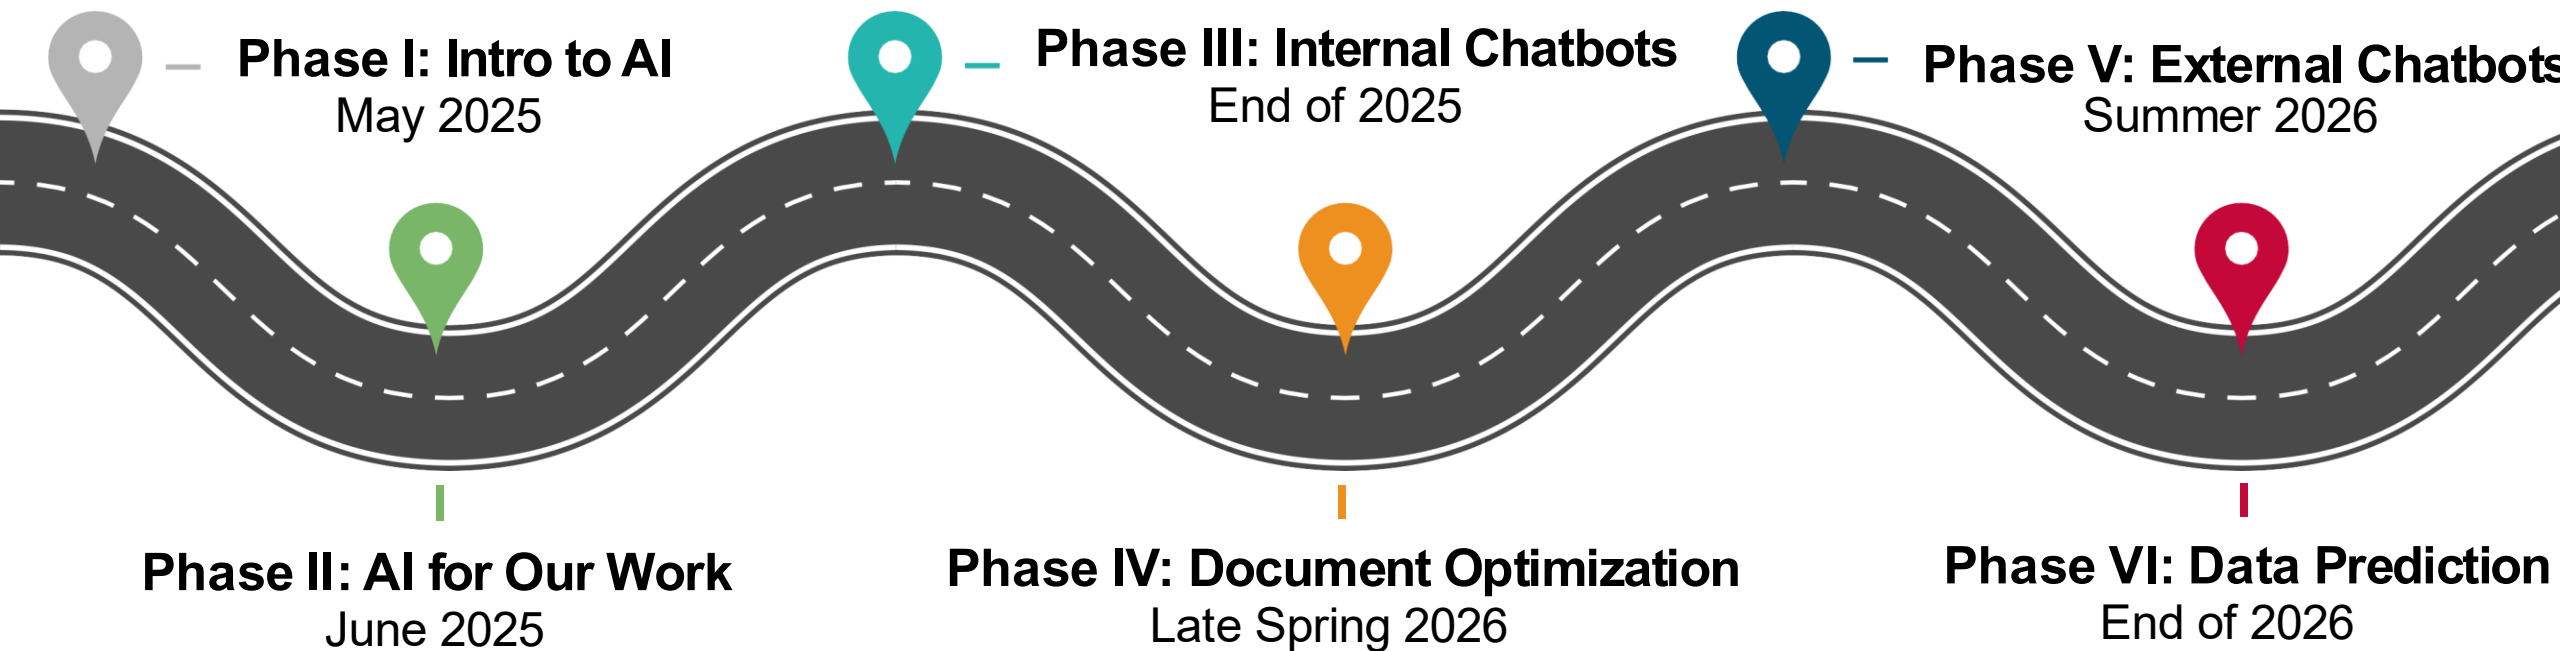 Phase I: Intro to AI
May 2025
Phase II: AI for Our Work
June 2025
Phase III: Internal Chatbots
End of 2025
Phase IV: Document Optimization
Late Spring 2026
Phase V: External Chatbots
Summer 2026
Phase VI: Data Prediction
End of 2026